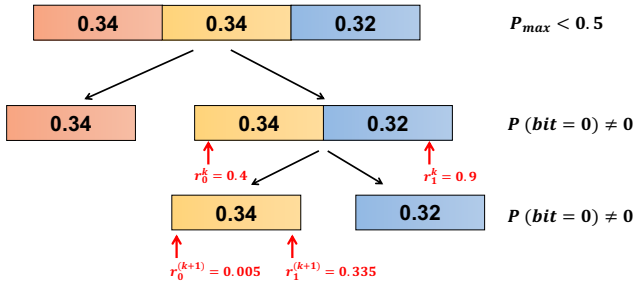 0.34 0.34 0.32 P_max < 0.5
0.34 0.34 0.32 P (bit = 0) ≠ 0
r_0^k = 0.4 r_1^k = 0.9
0.34 0.32 P (bit = 0) ≠ 0
r_0^(k+1) = 0.005 r_1^(k+1) = 0.335